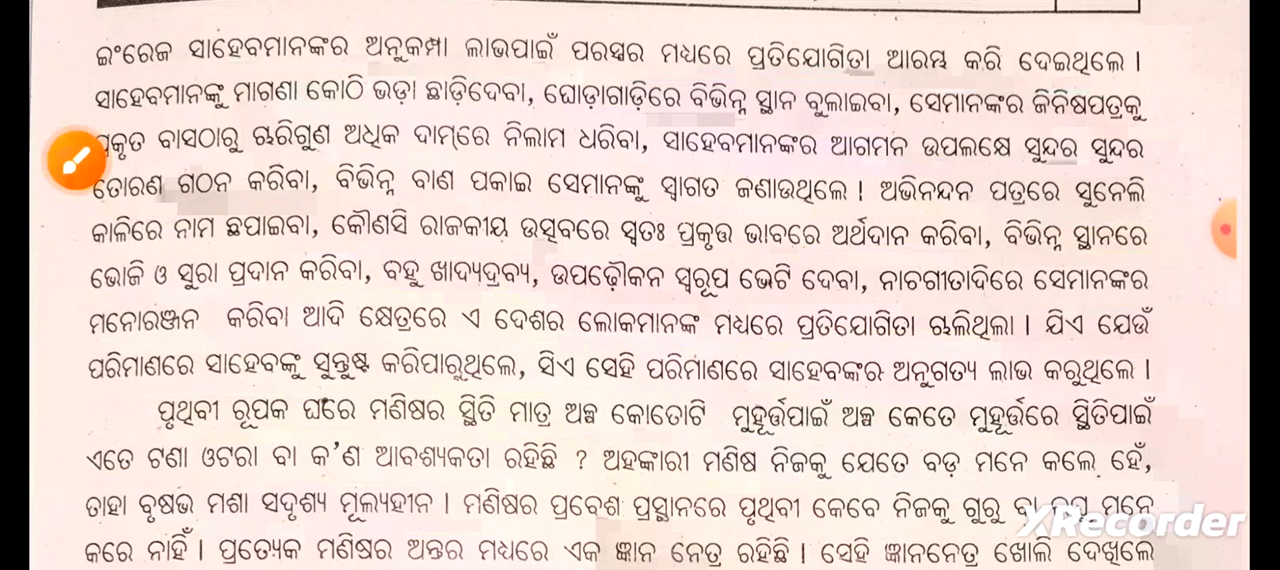 ଇଂରେଜ ସାହେବମାନଙ୍କର ଅନୁକମ୍ପା ଲାଭପାଇଁ ପରସ୍ପର ମଧ୍ୟରେ ପ୍ରତିଯୋଗିତା ଆରମ୍ଭ କରି ଦେଇଥିଲେ ।
ସାହେବମାନଙ୍କୁ ମାଗଣା କୋଠି ଭଡ଼ା ଛାଡ଼ିଦେବା, ଘୋଡ଼ାଗାଡ଼ିରେ ବିଭିନ୍ନ ସ୍ଥାନ ବୁଲାଇବା, ସେମାନଙ୍କର ଜିନିଷପତ୍ରକୁ
ବାସଠାରୁ ଚାରିଗୁଣ ଅଧିକ ଦାମ୍‌ରେ ନିଲାମ ଧରିବା, ସାହେବମାନଙ୍କର ଆଗମନ ଉପଲକ୍ଷେ ସୁନ୍ଦର ସୁନ୍ଦର
ତୋରଣ ଗଠନ କରିବା, ବିଭିନ୍ନ ବାଣ ପକାଇ ସେମାନଙ୍କୁ ସ୍ୱାଗତ ଜଣାଉଥିଲେ । ଅଭିନନ୍ଦନ ପତ୍ରରେ ସୁନେଲି
କାଳିରେ ନାମ ଛପାଇବା, କୌଣସି ରାଜକୀୟ ଉତ୍ସବରେ ସ୍ୱତଃ ପ୍ରକୃତ୍ତ ଭାବରେ ଅର୍ଥଦାନ କରିବା, ବିଭିନ୍ନ ସ୍ଥାନରେ
ଭୋଜି ଓ ସୁରା ପ୍ରଦାନ କରିବା, ବହୁ ଖାଦ୍ୟଦ୍ରବ୍ୟ, ଉପଢ଼ୌକନ ସ୍ୱରୂପ ଭେଟି ଦେବା, ନାଚଗୀତାଦିରେ ସେମାନଙ୍କର
ମନୋରଞ୍ଜନ କରିବା ଆଦି କ୍ଷେତ୍ରରେ ଏ ଦେଶର ଲୋକମାନଙ୍କ ମଧ୍ୟରେ ପ୍ରତିଯୋଗିତା ଚାଲିଥିଲା । ଯିଏ ଯେଉଁ
ପରିମାଣରେ ସାହେବଙ୍କୁ ସୁନ୍ତୁଷ୍ଟ କରିପାରୁଥିଲେ, ସିଏ ସେହି ପରିମାଣରେ ସାହେବଙ୍କର ଅନୁଗତ୍ୟ ଲାଭ କରୁଥିଲେ ।
ପୃଥିବୀ ରୂପକ ଘରେ ମଣିଷର ସ୍ଥିତି ମାତ୍ର ଅଳ୍ପ କୋତୋଟି ମୁହୂର୍ତ୍ତପାଇଁ ଅଳ୍ପ କେତେ ମୁହୂର୍ତ୍ତରେ ସ୍ଥିତିପାଇଁ
ଏତେ ଟଣା ଓଟରା ବା କ'ଣ ଆବଶ୍ୟକତା ରହିଛି ? ଅହଙ୍କାରୀ ମଣିଷ ନିଜକୁ ଯେତେ ବଡ଼ ମନେ କଲେ ହେଁ,
ତାହା ବୃଷଭ ମଶା ସଦୃଶ୍ୟ ମୂଲ୍ୟହୀନ । ମଣିଷର ପ୍ରବେଶ ପ୍ରସ୍ଥାନରେ ପୃଥିବୀ କେବେ ନିଜକୁ ଗୁରୁ ବା ମନେ
କରେ ନାହିଁ । ପ୍ରତ୍ୟେକ ମଣିଷର ଅନ୍ତର ମଧ୍ୟରେ ଏକ ଜ୍ଞାନ ନେତ୍ର ରହିଛି । ସେହି ଜ୍ଞାନନେତ୍ର ଖୋଲି ଦେଖିଲେ
XRecorder